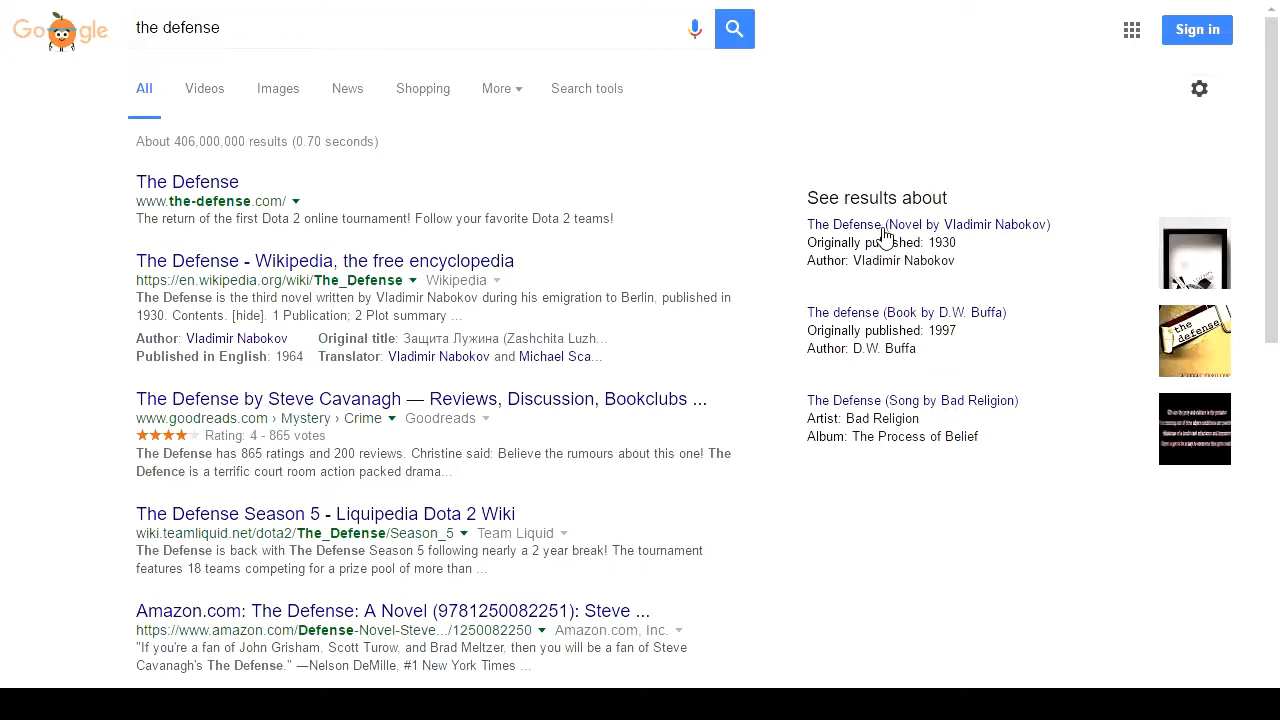 Google
the defense
Sign in
All Videos Images News Shopping More Search tools
About 406,000,000 results (0.70 seconds)
The Defense
www.the-defense.com/
The return of the first Dota 2 online tournament! Follow your favorite Dota 2 teams!
The Defense - Wikipedia, the free encyclopedia
https://en.wikipedia.org/wiki/The_Defense Wikipedia
The Defense is the third novel written by Vladimir Nabokov during his emigration to Berlin, published in
1930. Contents. [hide]. 1 Publication; 2 Plot summary ...
Author: Vladimir Nabokov Original title: Защита Лужина (Zashchita Luzh...
Published in English: 1964 Translator: Vladimir Nabokov and Michael Sca...
The Defense by Steve Cavanagh — Reviews, Discussion, Bookclubs ...
www.goodreads.com › Mystery › Crime Goodreads
Rating: 4 - 865 votes
The Defense has 865 ratings and 200 reviews. Christine said: Believe the rumours about this one! The
Defence is a terrific court room action packed drama...
The Defense Season 5 - Liquipedia Dota 2 Wiki
wiki.teamliquid.net/dota2/The_Defense/Season_5 Team Liquid
The Defense is back with The Defense Season 5 following nearly a 2 year break! The tournament
features 18 teams competing for a prize pool of more than ...
Amazon.com: The Defense: A Novel (9781250082251): Steve ...
https://www.amazon.com/Defense-Novel-Steve.../1250082250 Amazon.com, Inc.
"If you're a fan of John Grisham, Scott Turow, and Brad Meltzer, then you will be a fan of Steve
Cavanagh's The Defense." —Nelson DeMille, #1 New York Times ...
See results about
The Defense (Novel by Vladimir Nabokov)
Originally published: 1930
Author: Vladimir Nabokov
The defense (Book by D.W. Buffa)
Originally published: 1997
Author: D.W. Buffa
the
defense
The Defense (Song by Bad Religion)
Artist: Bad Religion
Album: The Process of Belief